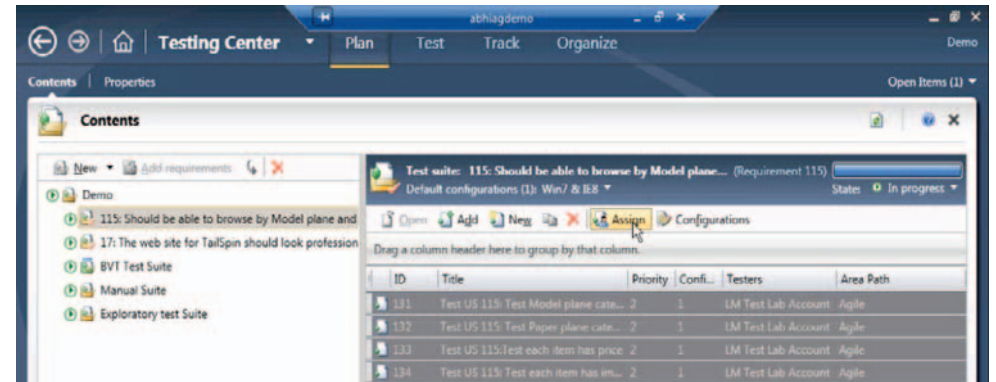 abhiagdemo
Testing Center Plan Test Track Organize Demo
Contents | Properties Open Items (1)
Contents
New Add requirements
Demo
115: Should be able to browse by Model plane and
17: The web site for TailSpin should look profession
BVT Test Suite
Manual Suite
Exploratory test Suite
Test suite: 115: Should be able to browse by Model plane... (Requirement 115)
Default configurations (1): Win7 & IE8 State: In progress
Open Add New Assign Configurations
Drag a column header here to group by that column.
ID Title Priority Confi... Testers Area Path
131 Test US 115: Test Model plane cate... 2 1 LM Test Lab Account Agile
132 Test US 115: Test Paper plane cate... 2 1 LM Test Lab Account Agile
133 Test US 115:Test each item has price 2 1 LM Test Lab Account Agile
134 Test US 115: Test each item has im... 2 1 LM Test Lab Account Agile